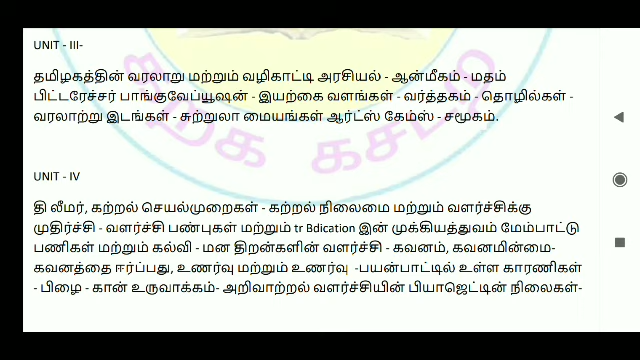 UNIT - III-
தமிழகத்தின் வரலாறு மற்றும் வழிகாட்டி அரசியல் - ஆன்மீகம் - மதம்
பிட்டரேச்சர் பாங்குவேப்யூஷன் - இயற்கை வளங்கள் - வர்த்தகம் - தொழில்கள் -
வரலாற்று இடங்கள் - சுற்றுலா மையங்கள் ஆர்ட்ஸ் கேம்ஸ் - சமூகம்.
UNIT - IV
தி லீமர், கற்றல் செயல்முறைகள் - கற்றல் நிலைமை மற்றும் வளர்ச்சிக்கு
முதிர்ச்சி - வளர்ச்சி பண்புகள் மற்றும் tr Bdication இன் முக்கியத்துவம் மேம்பாட்டு
பணிகள் மற்றும் கல்வி - மன திறன்களின் வளர்ச்சி - கவனம், கவனமின்மை-
கவனத்தை ஈர்ப்பது, உணர்வு மற்றும் உணர்வு -பயன்பாட்டில் உள்ள காரணிகள்
- பிழை - கான் உருவாக்கம்- அறிவாற்றல் வளர்ச்சியின் பியாஜெட்டின் நிலைகள்-
கற்க கசடற